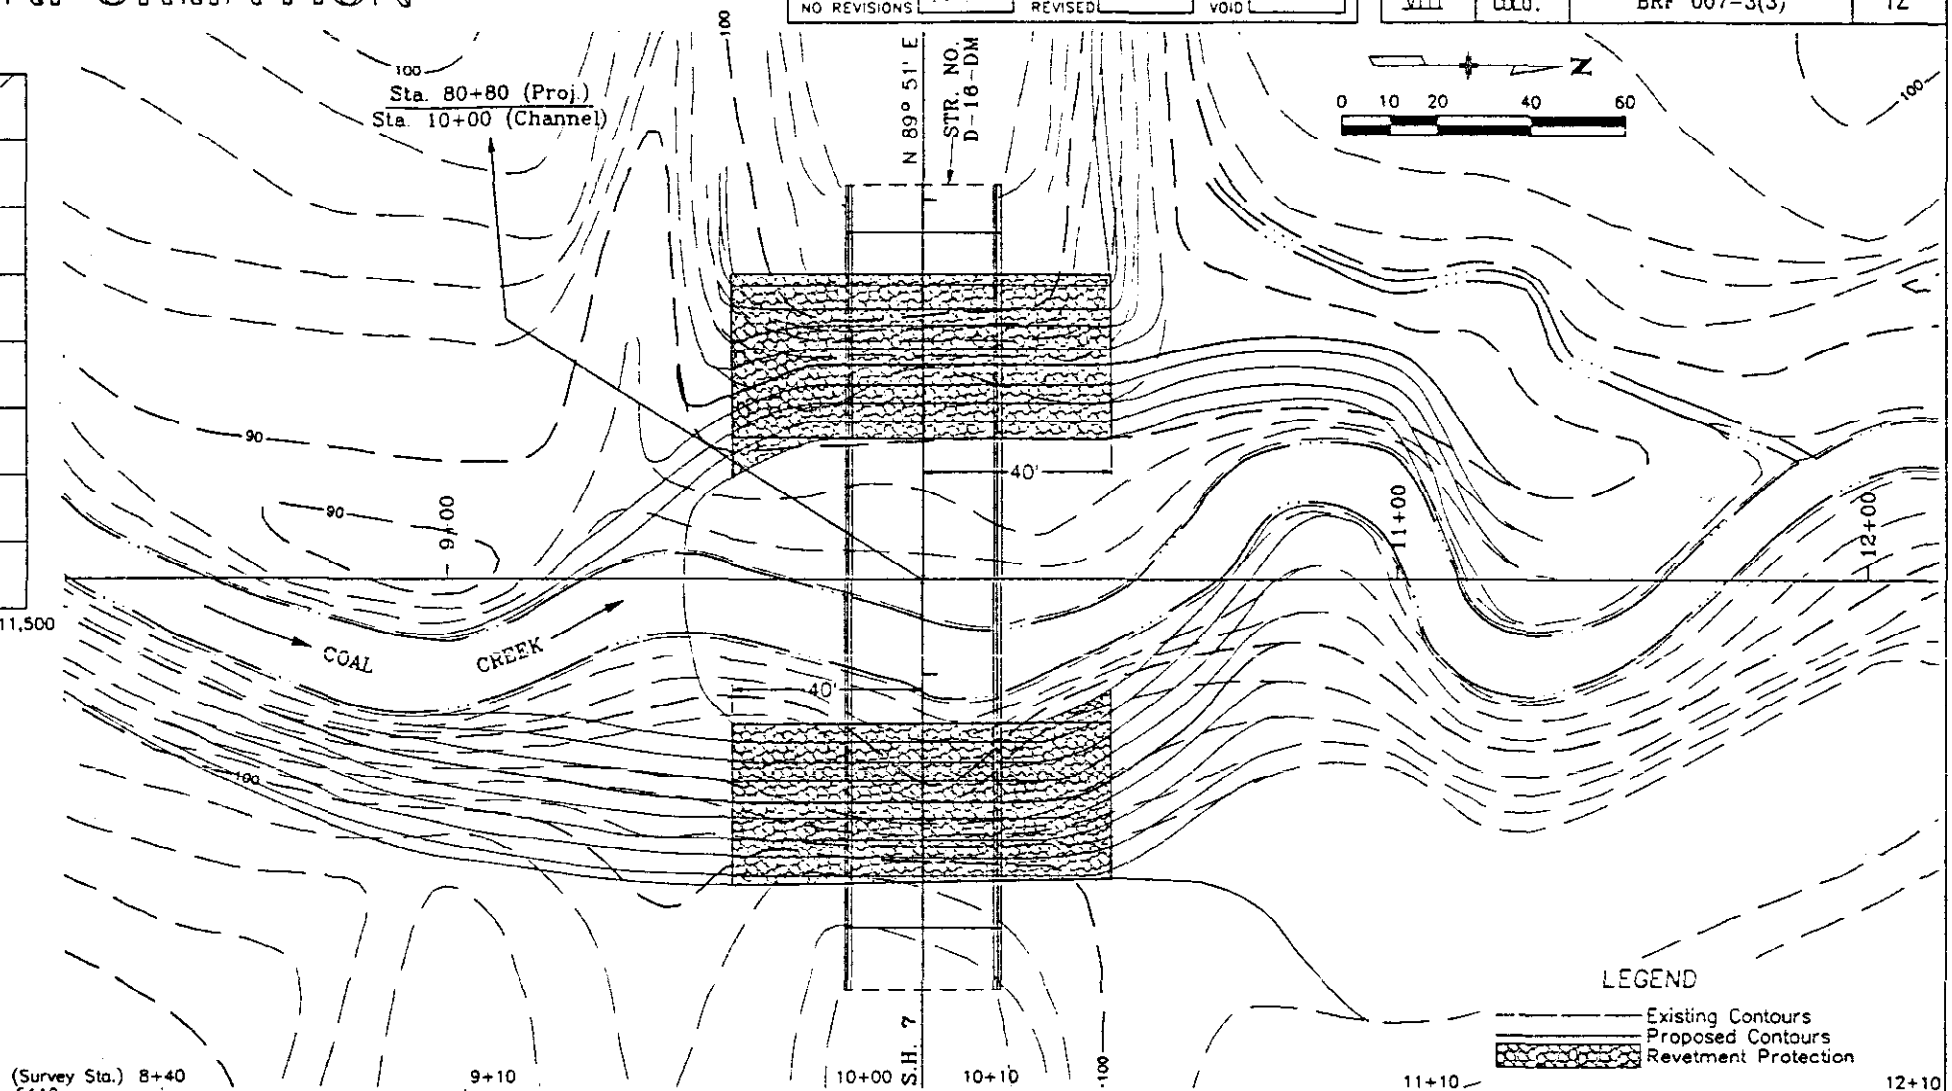 NO REVISIONS
REVISED
VOID
VIII
COLO.
BRF 007-3(3)
12
100
100
Sta. 80+80 (Proj.)
Sta. 10+00 (Channel)
N 89° 51' E
STR. NO.
D-16-DM
N
0 10 20 40 60
100
90
90
9+00
40'
11+00
12+00
11,500
COAL CREEK
40'
100
S.H. 7
100
LEGEND
Existing Contours
Proposed Contours
Revetment Protection
(Survey Sta.) 8+40
9+10
10+00
10+10
11+10
12+10